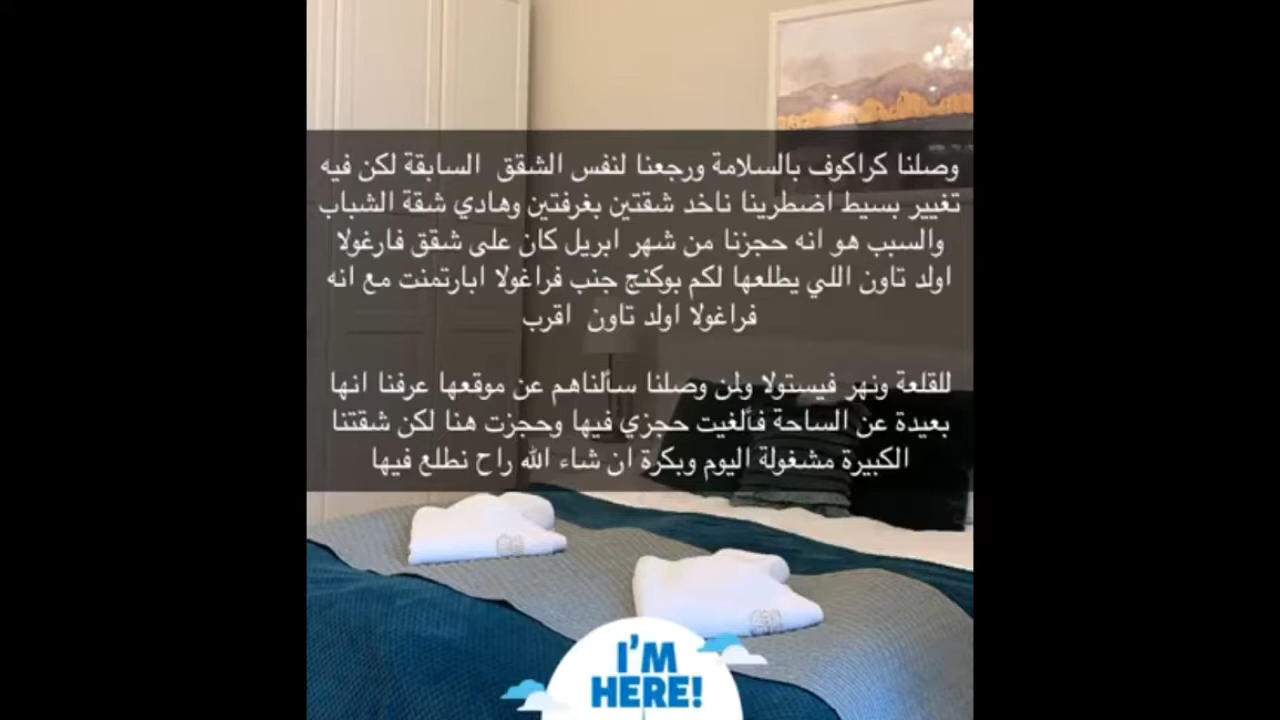 وصلنا كراكوف بالسلامة ورجعنا لنفس الشقق السابقة لكن فيه
تغيير بسيط اضطرينا ناخد شقتين بغرفتين وهادي شقة الشباب
والسبب هو انه حجزنا من شهر ابريل كان على شقق فارغولا
اولد تاون اللي يطلعها لكم بوكنج جنب فراغولا ابارتمنت مع انه
فراغولا اولد تاون اقرب
للقلعة ونهر فيستولا ولمن وصلنا سألناهم عن موقعها عرفنا انها
بعيدة عن الساحة فألغيت حجزي فيها وحجزت هنا لكن شقتنا
الكبيرة مشغولة اليوم وبكرة ان شاء الله راح نطلع فيها
I'M
HERE!